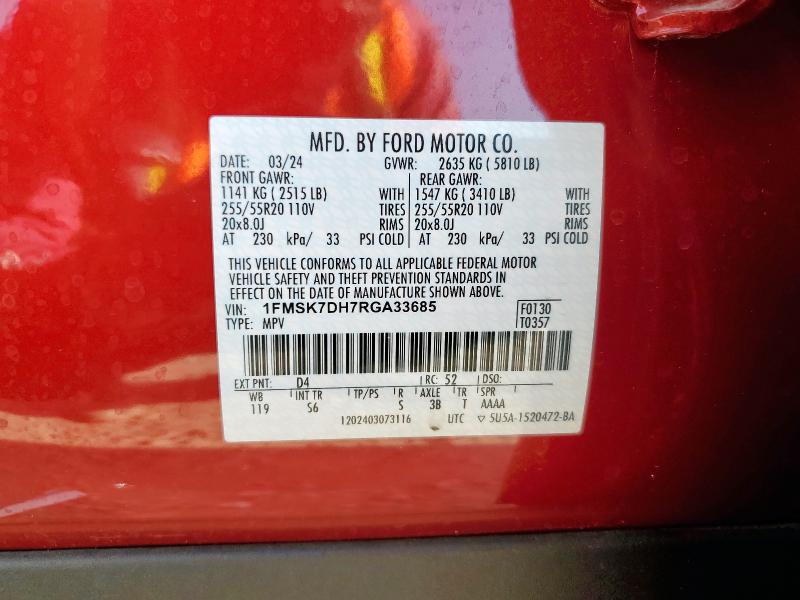 MFD. BY FORD MOTOR CO.
DATE: 03/24 GVWR: 2635 KG ( 5810 LB)
FRONT GAWR: REAR GAWR:
1141 KG ( 2515 LB) WITH 1547 KG ( 3410 LB) WITH
255/55R20 110V TIRES 255/55R20 110V TIRES
20x8.0J RIMS 20x8.0J RIMS
AT 230 kPa/ 33 PSI COLD AT 230 kPa/ 33 PSI COLD
THIS VEHICLE CONFORMS TO ALL APPLICABLE FEDERAL MOTOR
VEHICLE SAFETY AND THEFT PREVENTION STANDARDS IN
EFFECT ON THE DATE OF MANUFACTURE SHOWN ABOVE.
VIN: 1FMSK7DH7RGA33685 F0130
TYPE: MPV T0357
EXT PNT: D4 RC: 52 DSO:
WB INT TR TP/PS R AXLE TR SPR
119 S6 S 3B T AAAA
1202403073116 UTC ▽ 5U5A-1520472-BA